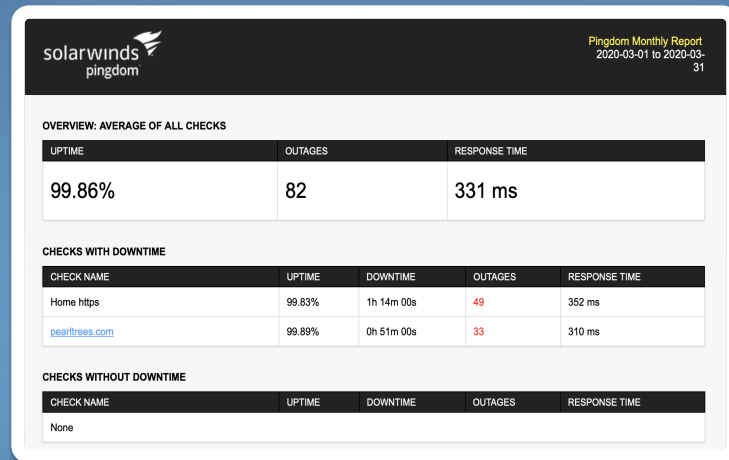 solarwinds
pingdom
Pingdom Monthly Report
2020-03-01 to 2020-03-
31
OVERVIEW: AVERAGE OF ALL CHECKS
UPTIME OUTAGES RESPONSE TIME
99.86% 82 331 ms
CHECKS WITH DOWNTIME
CHECK NAME UPTIME DOWNTIME OUTAGES RESPONSE TIME
Home https 99.83% 1h 14m 00s 49 352 ms
pearltrees.com 99.89% 0h 51m 00s 33 310 ms
CHECKS WITHOUT DOWNTIME
CHECK NAME UPTIME DOWNTIME OUTAGES RESPONSE TIME
None